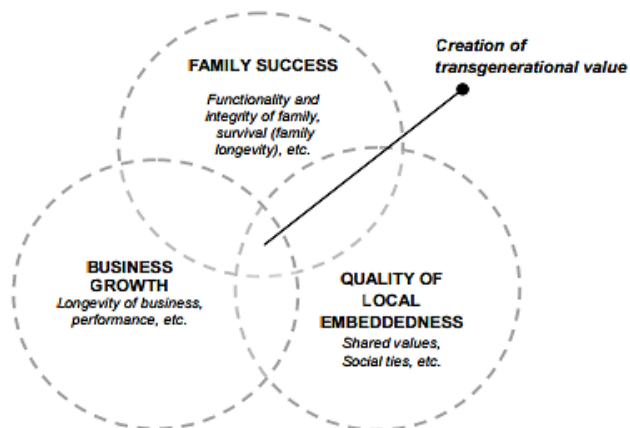 Creation of
transgenerational value
FAMILY SUCCESS
Functionality and
integrity of family,
survival (family
longevity), etc.
BUSINESS
GROWTH
Longevity of business,
performance, etc.
QUALITY OF
LOCAL
EMBEDDEDNESS
Shared values,
Social ties, etc.